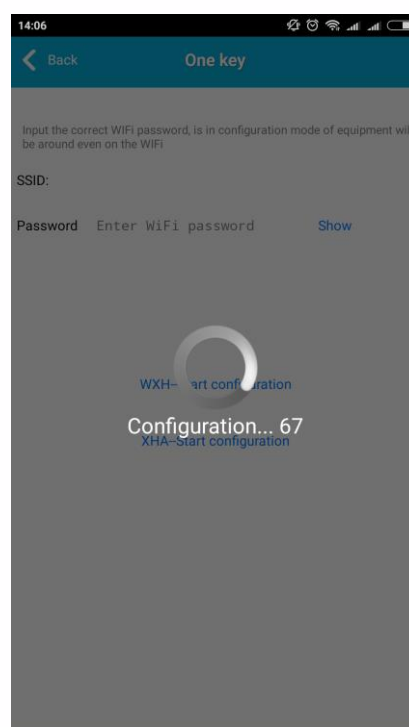 14:06
Back
One key
Input the correct WIFi password, is in configuration mode of equipment wil
be around even on the WIFi
SSID:
Password Enter WiFi password Show
WXH--  art configuration
Configuration... 67
XHA--Start configuration